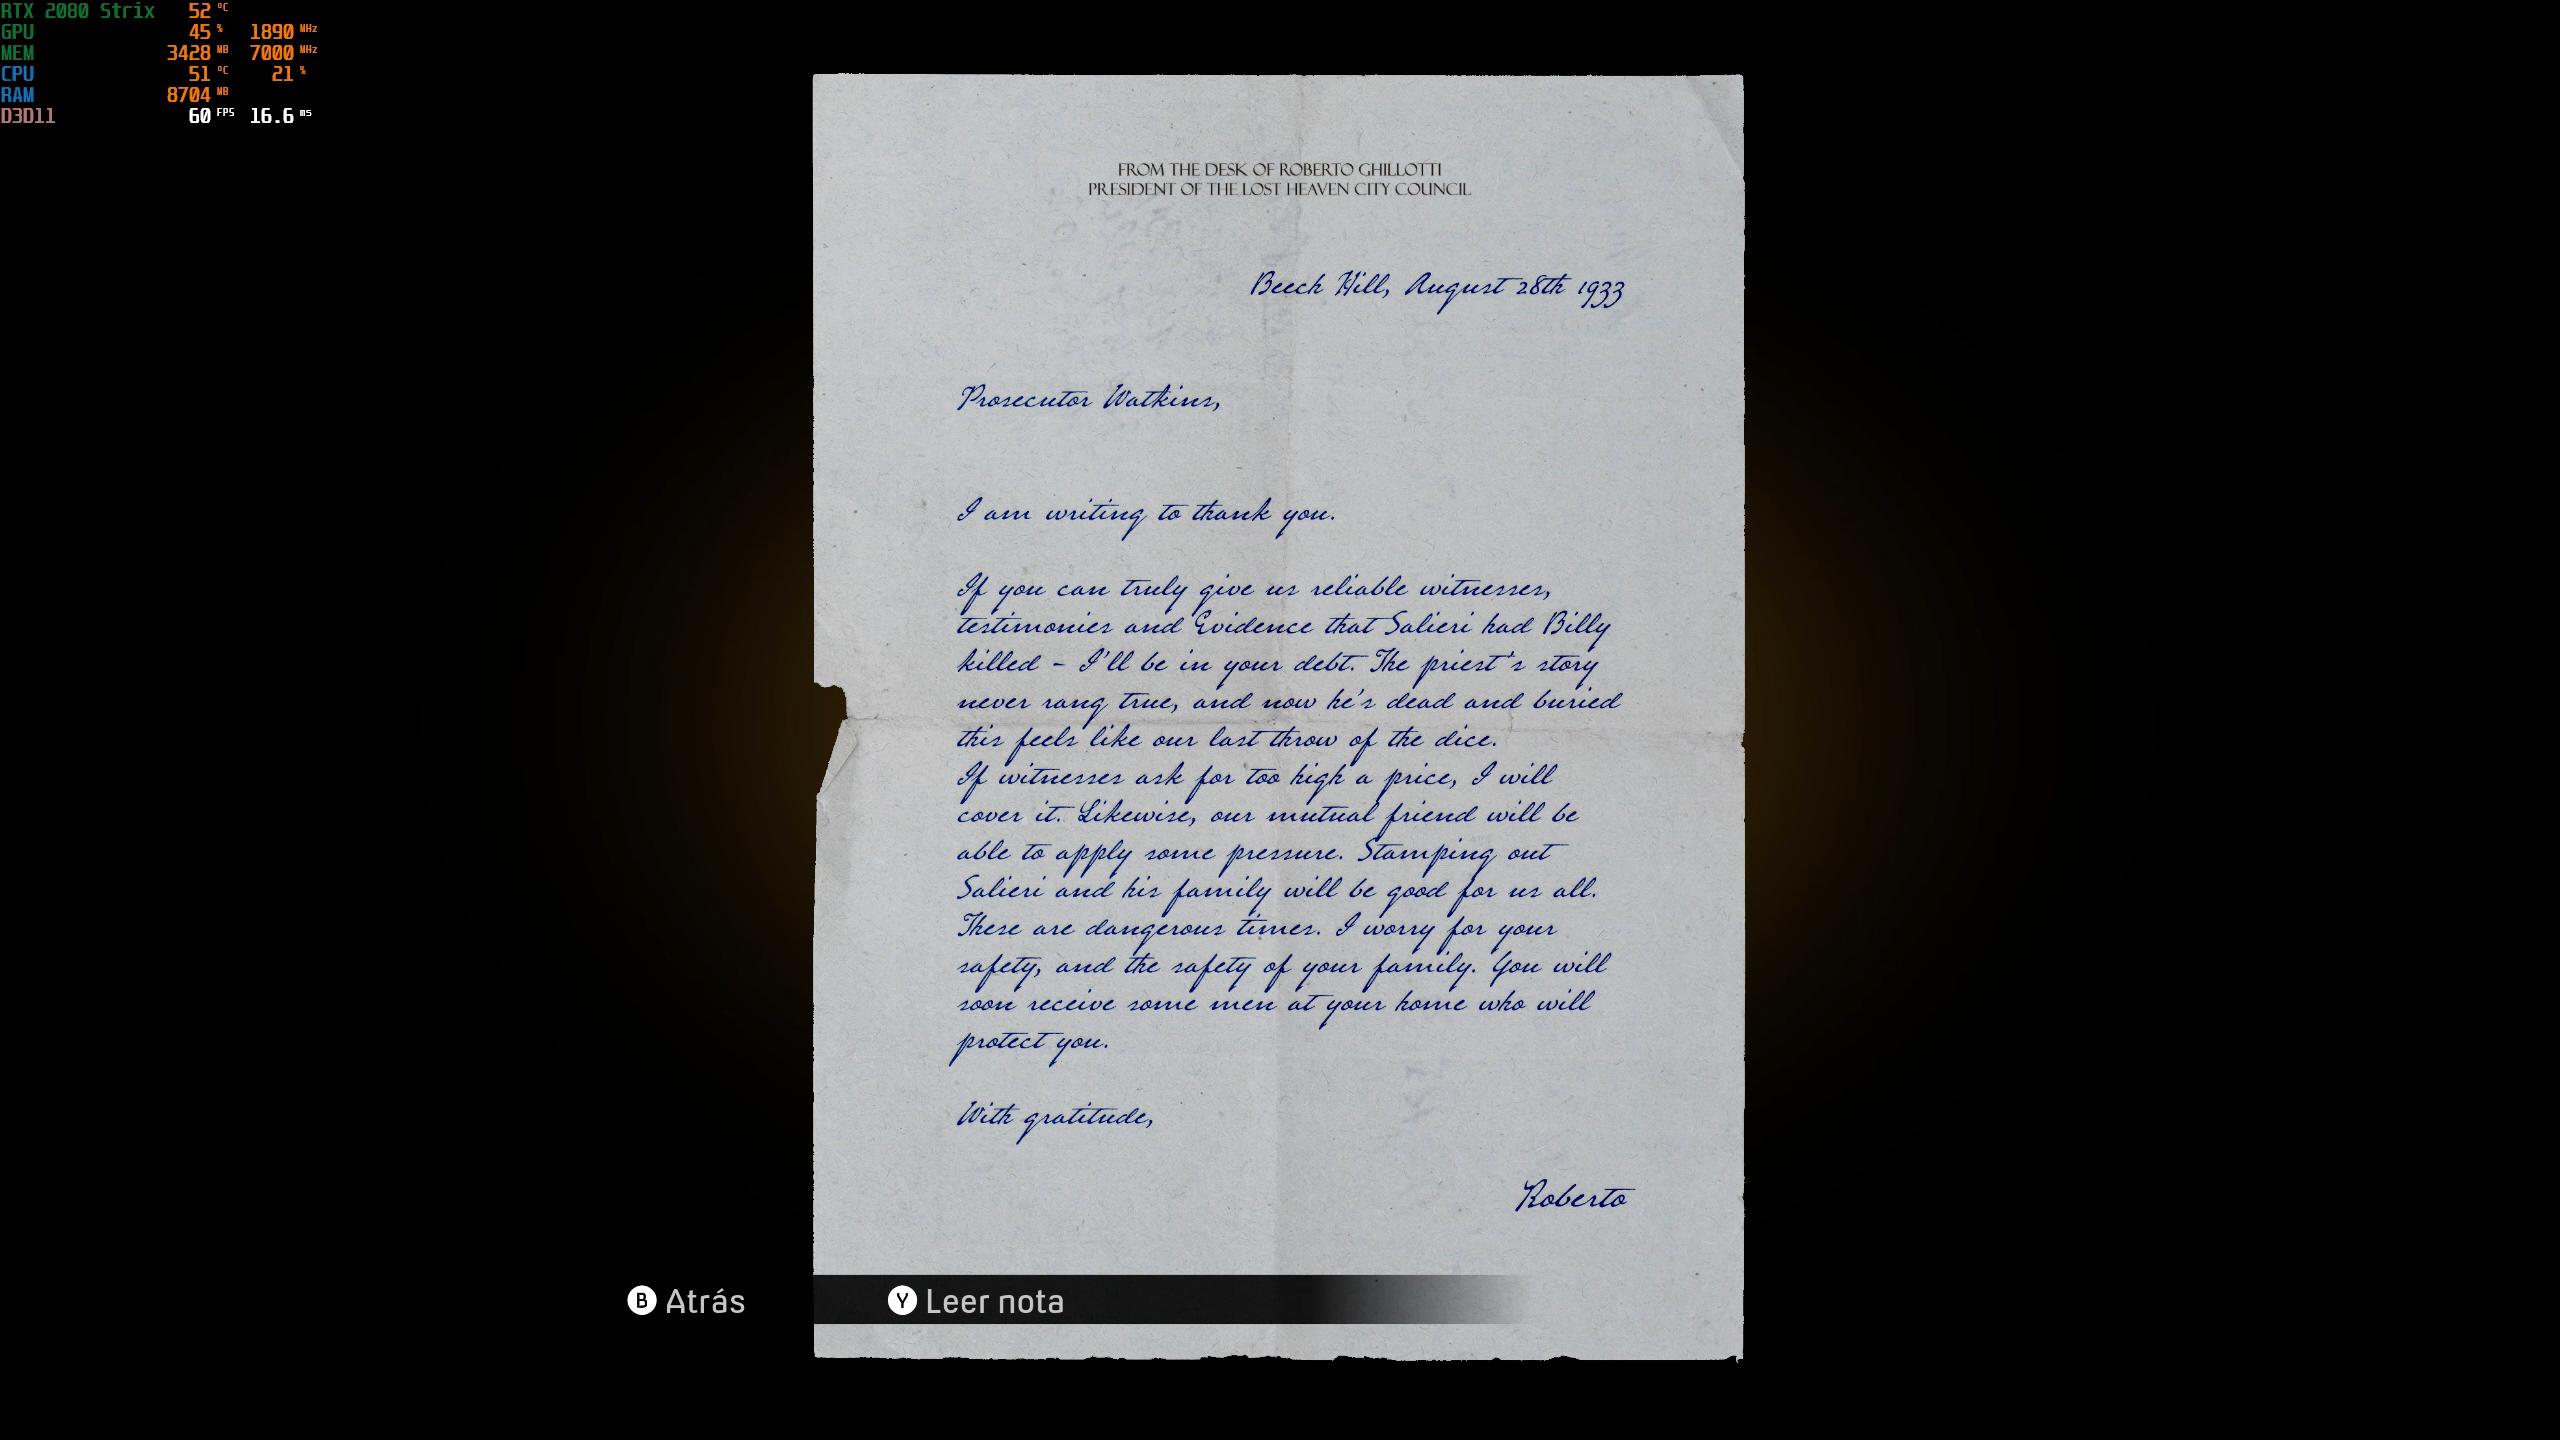 RTX 2080 Strix 52 °C
GPU 45 % 1890 MHz
MEM 3428 MB 7000 MHz
CPU 51 °C 21 %
RAM 8704 MB
D3D11 60 FPS 16.6 ms
FROM THE DESK OF ROBERTO GHILLOTTI
PRESIDENT OF THE LOST HEAVEN CITY COUNCIL
Beech Hill, August 28th 1933
Prosecutor Watkins,
I am writing to thank you.
If you can truly give us reliable witnesses,
testimonies and Evidence that Salieri had Billy
killed - I'll be in your debt. The priest's story
never rang true, and now he's dead and buried
this feels like our last throw of the dice.
If witnesses ask for too high a price, I will
cover it. Likewise, our mutual friend will be
able to apply some pressure. Stamping out
Salieri and his family will be good for us all.
These are dangerous times. I worry for your
safety, and the safety of your family. You will
soon receive some men at your home who will
protect you.
With gratitude,
Roberto
B Atrás
Y Leer nota